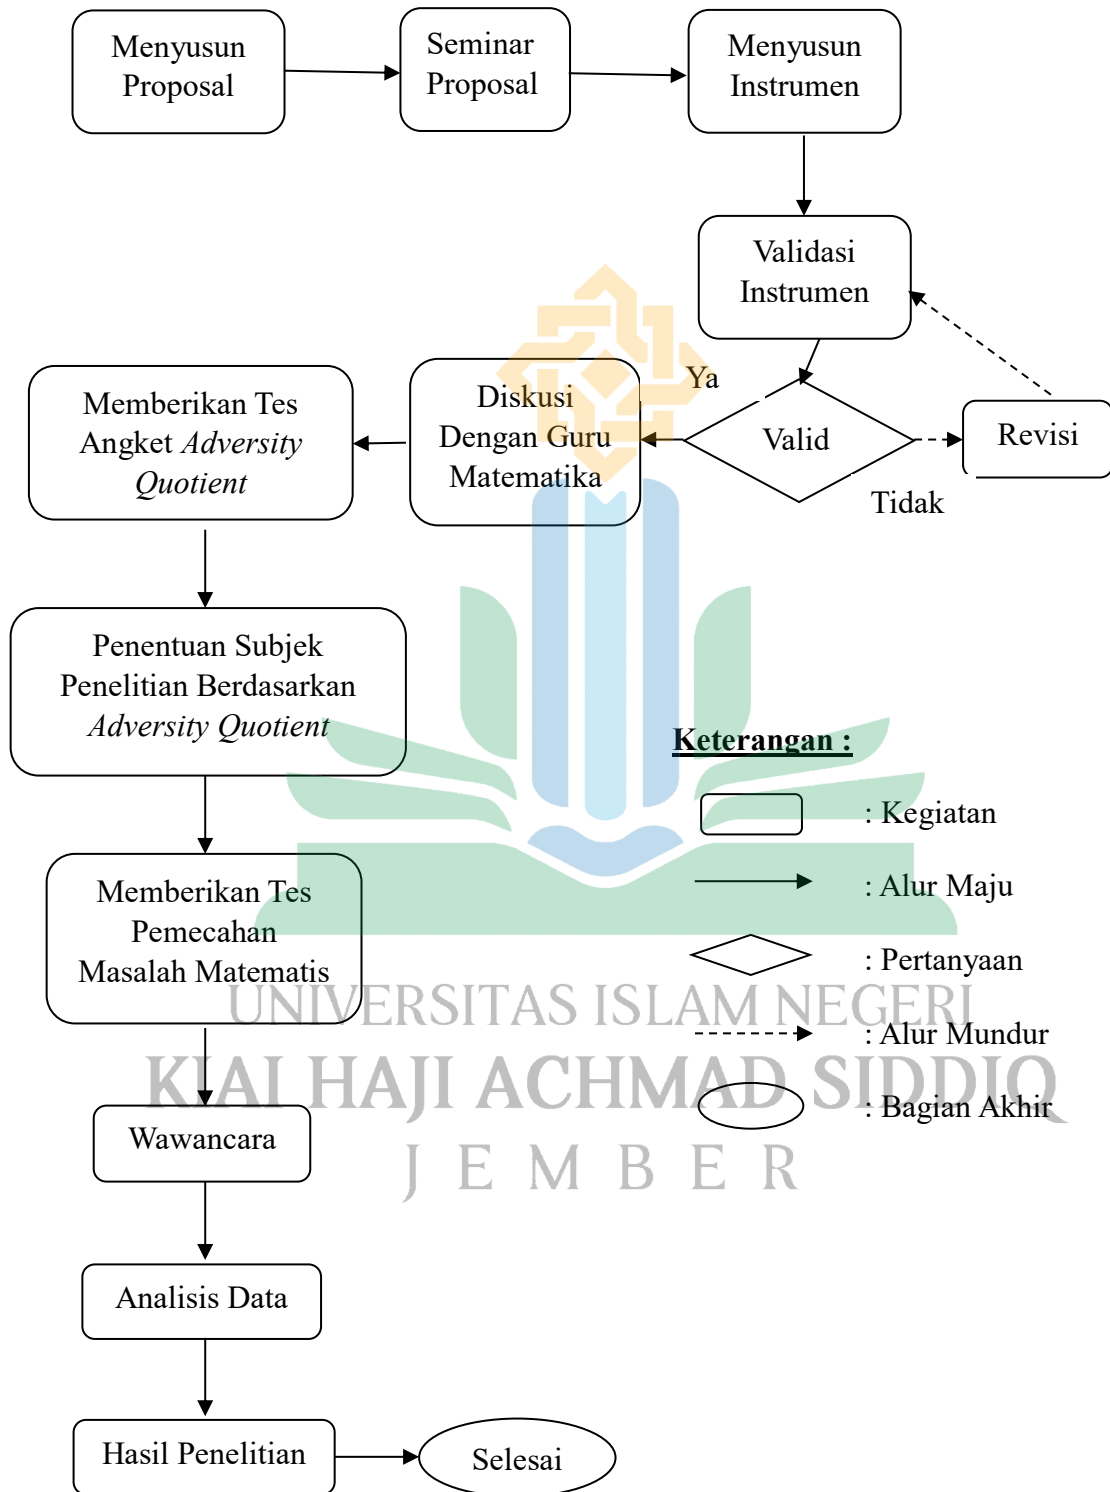 Menyusun
Proposal
Seminar
Proposal
Menyusun
Instrumen
Validasi
Instrumen
Ya
Valid
Tidak
Revisi
Diskusi
Dengan Guru
Matematika
Memberikan Tes
Angket Adversity
Quotient
Penentuan Subjek
Penelitian Berdasarkan
Adversity Quotient
Memberikan Tes
Pemecahan
Masalah Matematis
Wawancara
Analisis Data
Hasil Penelitian
Selesai
Keterangan :
: Kegiatan
: Alur Maju
: Pertanyaan
: Alur Mundur
: Bagian Akhir
UNIVERSITAS ISLAM NEGERI
KIAI HAJI ACHMAD SIDDIQ
JEMBER